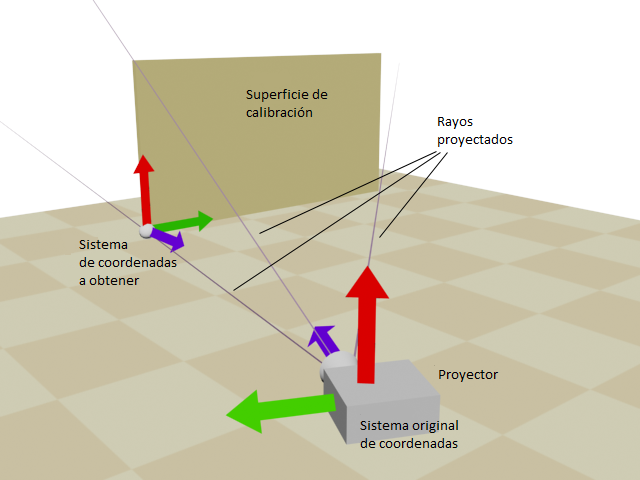 Superficie de
calibración
Rayos
proyectados
Sistema
de coordenadas
a obtener
Proyector
Sistema original
de coordenadas